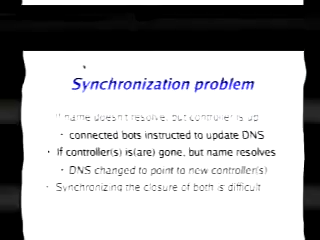 Synchronization problem
If name doesn't resolve, but controller is up
- connected bots instructed to update DNS
· If controller(s) is(are) gone, but name resolves
- DNS changed to point to new controller(s)
· Synchronizing the closure of both is difficult